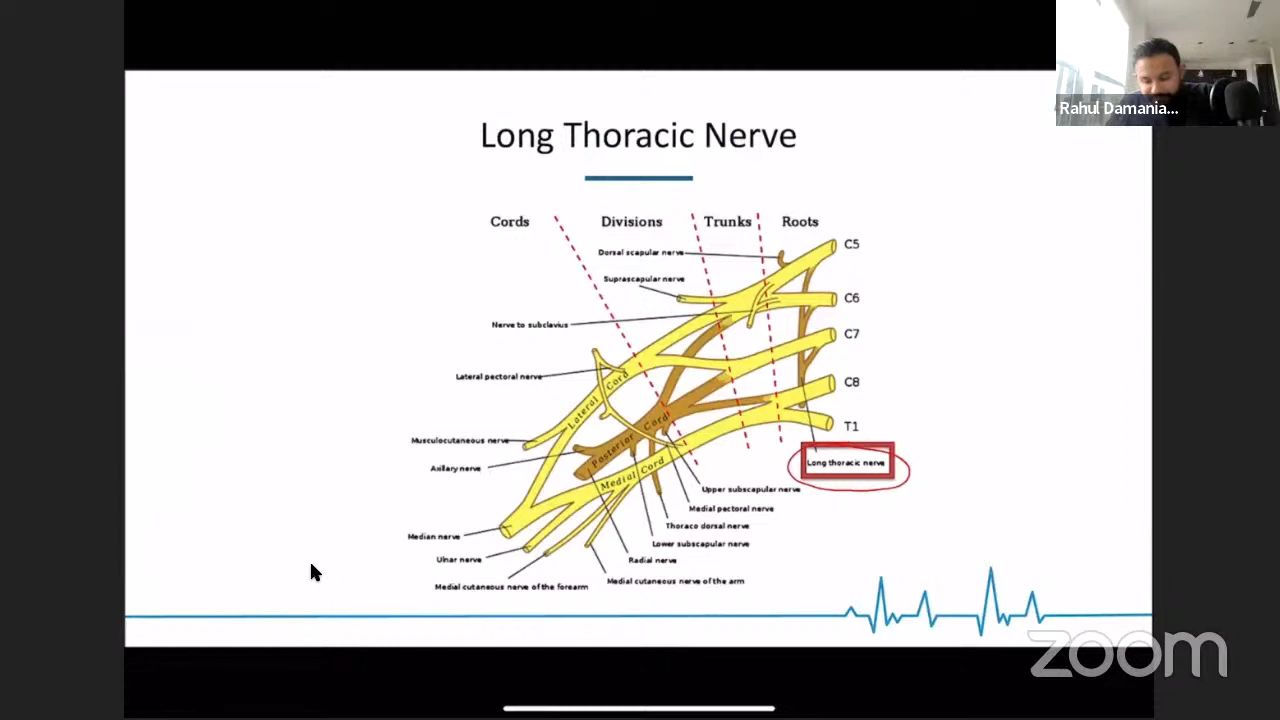 Rahul Damania...
Long Thoracic Nerve
Cords Divisions Trunks Roots
C5
Dorsal scapular nerve
Suprascapular nerve
C6
Nerve to subclavius
C7
Lateral pectoral nerve
C8
Lateral Cord
Posterior Cord
T1
Musculocutaneous nerve
Long thoracic nerve
Axillary nerve
Medial Cord
Upper subscapular nerve
Medial pectoral nerve
Thoraco dorsal nerve
Median nerve
Lower subscapular nerve
Ulnar nerve
Radial nerve
Medial cutaneous nerve of the arm
Medial cutaneous nerve of the forearm
zoom